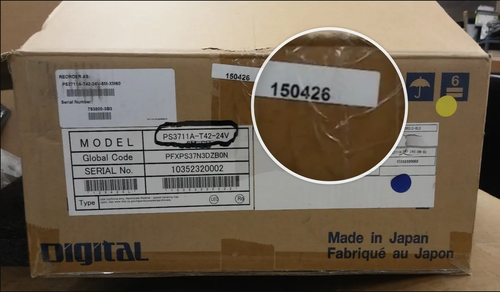 REORDER AS:
Serial Number
150426
150426
6
MODEL PS3711A-T42-24V
Global Code PFXPS37N3DZB0N
SERIAL No. 10352320002
Type
Digital
Made in Japan
Fabriqué au Japon